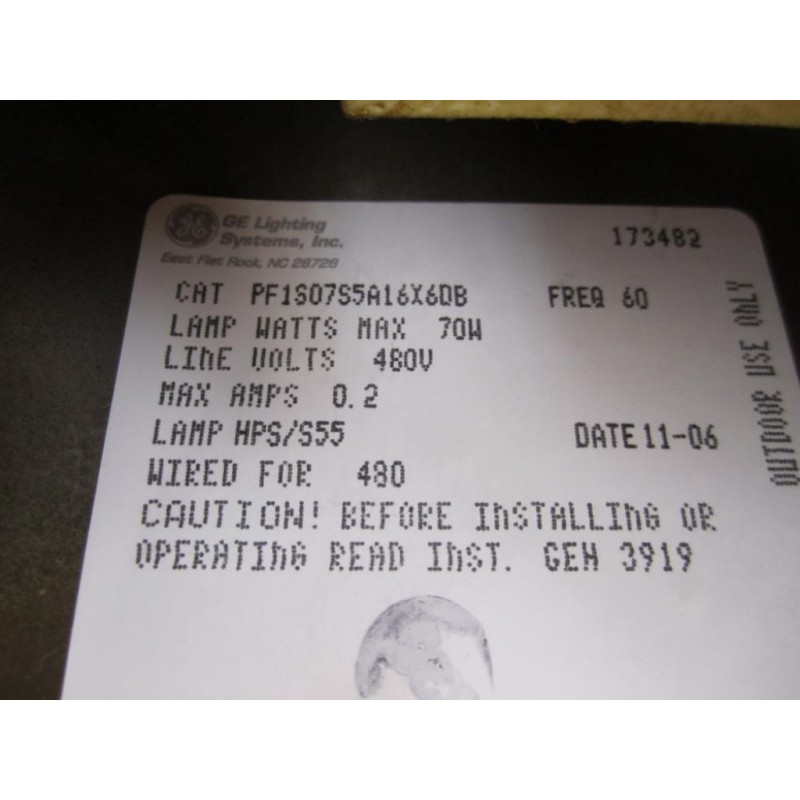 GE Lighting
Systems, Inc.
173482
East Flat Rock, NC 28726
CAT PF1S07S5A16X6DB FREQ 60
LAMP WATTS MAX 70W
LINE VOLTS 480V
MAX AMPS 0.2
LAMP HPS/S55 DATE 11-06
WIRED FOR 480
CAUTION! BEFORE INSTALLING OR
OPERATING READ INST. GEH 3919
OUTDOOR USE ONLY